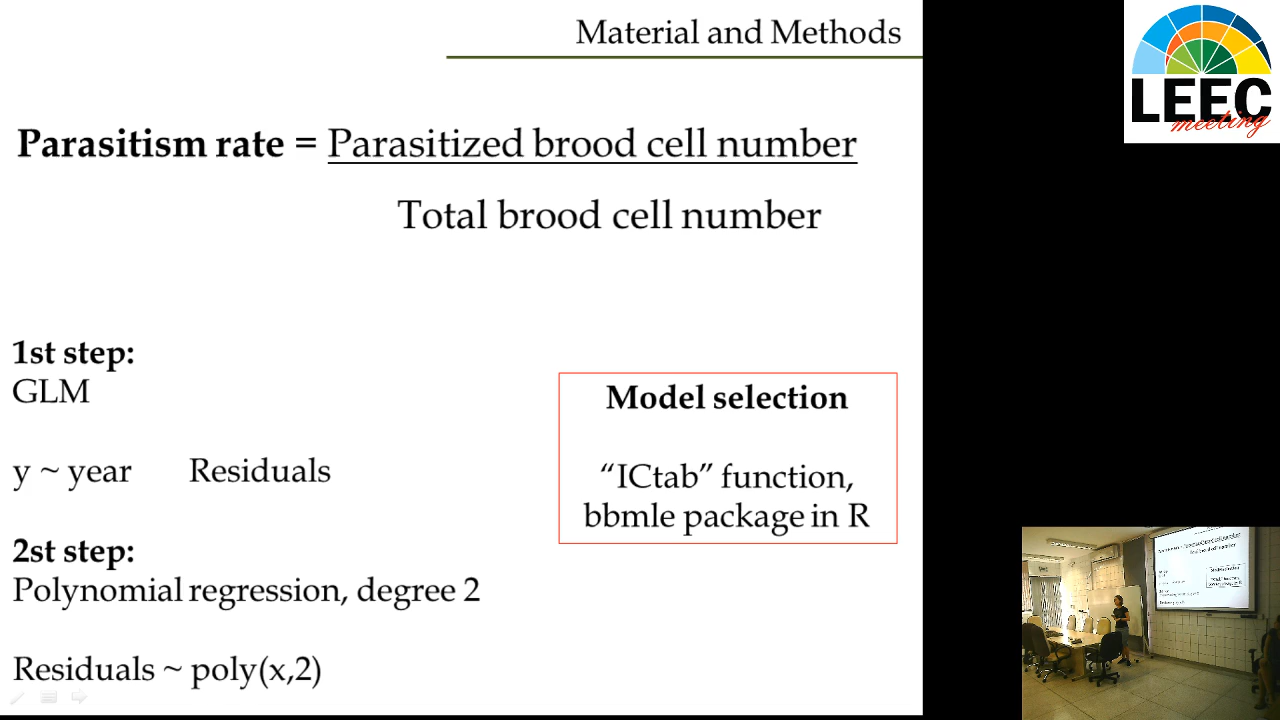 Material and Methods
LEEC
meeting
Parasitism rate = Parasitized brood cell number
Total brood cell number
1st step:
GLM
y ~ year Residuals
2st step:
Polynomial regression, degree 2
Residuals ~ poly(x,2)
Model selection
“ICtab” function,
bbmle package in R